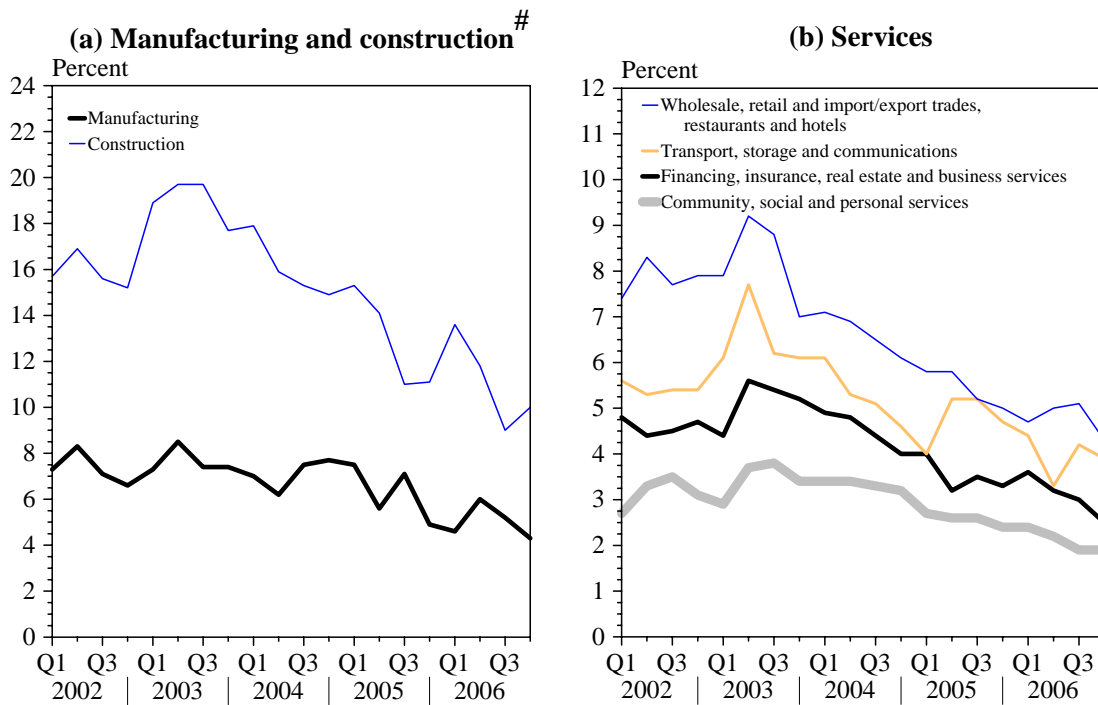 (a) Manufacturing and construction#
Percent
24
22
20
18
16
14
12
10
8
6
4
2
0
Manufacturing
Construction
Q1 Q3 Q1 Q3 Q1 Q3 Q1 Q3 Q1 Q3
2002 2003 2004 2005 2006
(b) Services
Percent
12
11
10
9
8
7
6
5
4
3
2
1
0
Wholesale, retail and import/export trades,
restaurants and hotels
Transport, storage and communications
Financing, insurance, real estate and business services
Community, social and personal services
Q1 Q3 Q1 Q3 Q1 Q3 Q1 Q3 Q1 Q3
2002 2003 2004 2005 2006